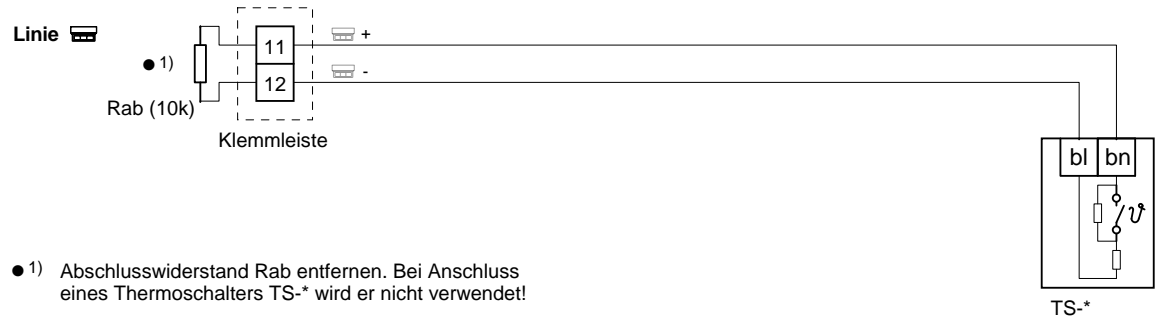 Linie
11
+
1)
12
-
Rab (10k)
Klemmleiste
bl bn
ϑ
1) Abschlusswiderstand Rab entfernen. Bei Anschluss
eines Thermoschalters TS-* wird er nicht verwendet!
TS-*